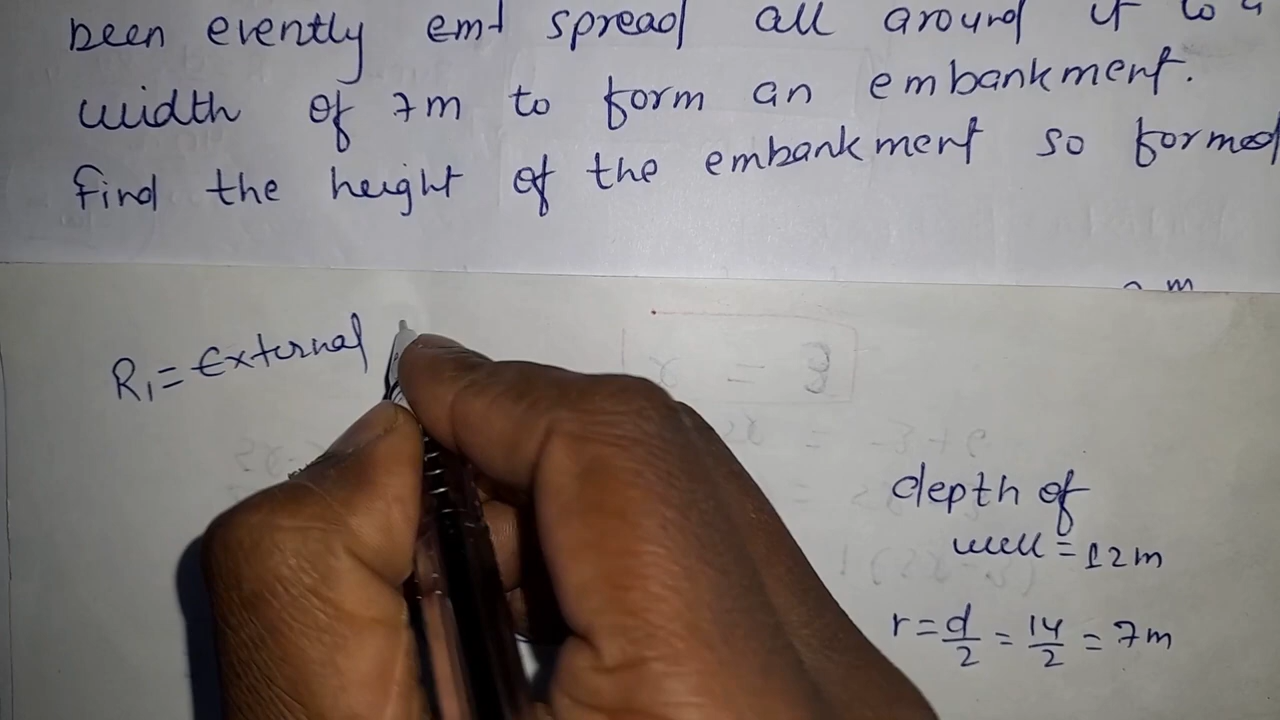 been evently emt spread all around it to a
width of 7m to form an embankment.
find the height of the embankment so formed
m
R₁ = External
depth of
well = 12m
r = d/2 = 14/2 = 7m